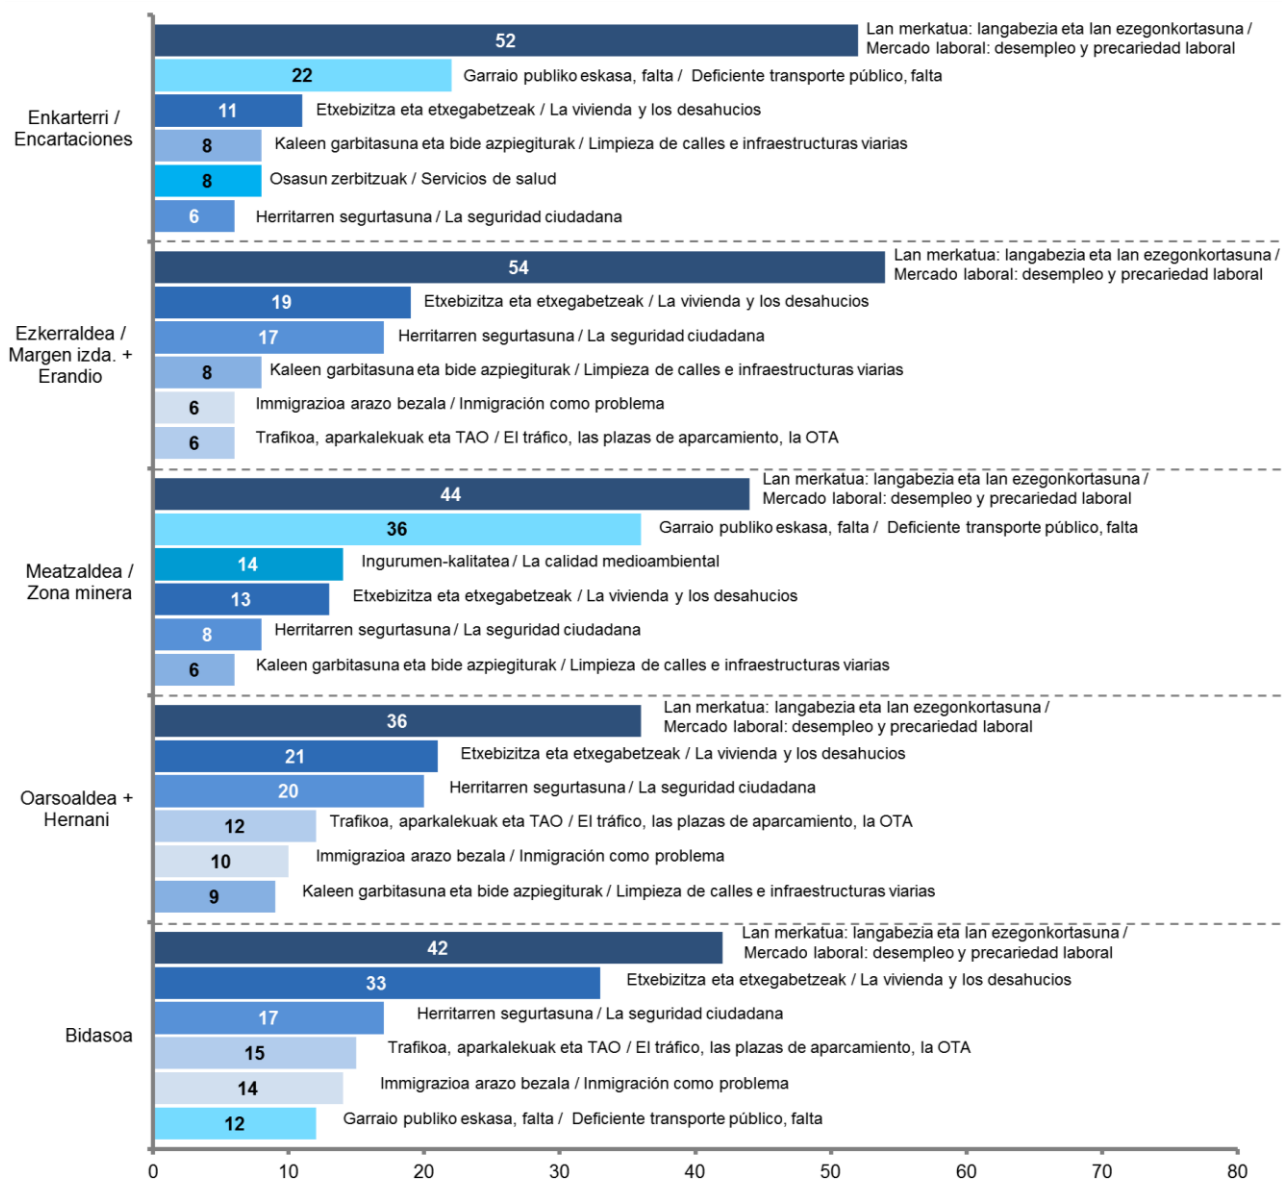 52
Lan merkatua: langabezia eta lan ezegonkortasuna /
Mercado laboral: desempleo y precariedad laboral
22
Garraio publiko eskasa, falta / Deficiente transporte público, falta
Enkarterri /
Encartaciones
11
Etxebizitza eta etxegabetzeak / La vivienda y los desahucios
8
Kaleen garbitasuna eta bide azpiegiturak / Limpieza de calles e infraestructuras viarias
8
Osasun zerbitzuak / Servicios de salud
6
Herritarren segurtasuna / La seguridad ciudadana
54
Lan merkatua: langabezia eta lan ezegonkortasuna /
Mercado laboral: desempleo y precariedad laboral
19
Etxebizitza eta etxegabetzeak / La vivienda y los desahucios
Ezkerraldea /
Margen izda. +
Erandio
17
Herritarren segurtasuna / La seguridad ciudadana
8
Kaleen garbitasuna eta bide azpiegiturak / Limpieza de calles e infraestructuras viarias
6
Immigrazioa arazo bezala / Inmigración como problema
6
Trafikoa, aparkalekuak eta TAO / El tráfico, las plazas de aparcamiento, la OTA
44
Lan merkatua: langabezia eta lan ezegonkortasuna /
Mercado laboral: desempleo y precariedad laboral
36
Garraio publiko eskasa, falta / Deficiente transporte público, falta
Meatzaldea /
Zona minera
14
Ingurumen-kalitatea / La calidad medioambiental
13
Etxebizitza eta etxegabetzeak / La vivienda y los desahucios
8
Herritarren segurtasuna / La seguridad ciudadana
6
Kaleen garbitasuna eta bide azpiegiturak / Limpieza de calles e infraestructuras viarias
36
Lan merkatua: langabezia eta lan ezegonkortasuna /
Mercado laboral: desempleo y precariedad laboral
21
Etxebizitza eta etxegabetzeak / La vivienda y los desahucios
Oarsoaldea +
Hernani
20
Herritarren segurtasuna / La seguridad ciudadana
12
Trafikoa, aparkalekuak eta TAO / El tráfico, las plazas de aparcamiento, la OTA
10
Immigrazioa arazo bezala / Inmigración como problema
9
Kaleen garbitasuna eta bide azpiegiturak / Limpieza de calles e infraestructuras viarias
42
Lan merkatua: langabezia eta lan ezegonkortasuna /
Mercado laboral: desempleo y precariedad laboral
33
Etxebizitza eta etxegabetzeak / La vivienda y los desahucios
Bidasoa
17
Herritarren segurtasuna / La seguridad ciudadana
15
Trafikoa, aparkalekuak eta TAO / El tráfico, las plazas de aparcamiento, la OTA
14
Immigrazioa arazo bezala / Inmigración como problema
12
Garraio publiko eskasa, falta / Deficiente transporte público, falta
0 10 20 30 40 50 60 70 80